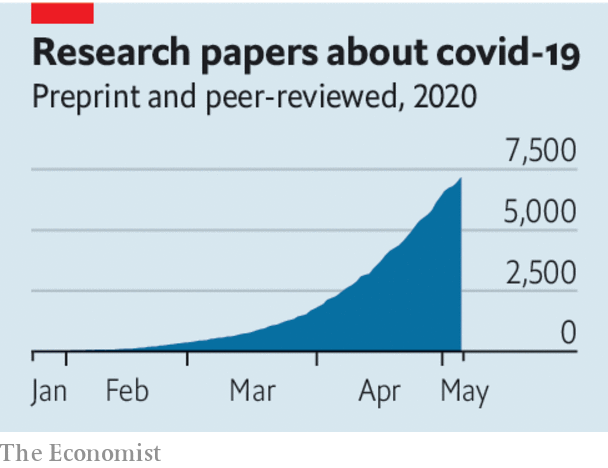 Research papers about covid-19
Preprint and peer-reviewed, 2020
7,500
5,000
2,500
0
Jan Feb Mar Apr May
The Economist